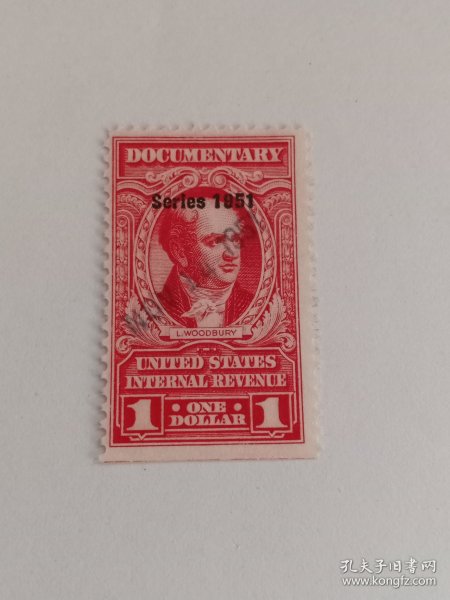 DOCUMENTARY
Series 1951
L.WOODBURY
UNITED STATES
INTERNAL REVENUE
1 · ONE · 1
DOLLAR
孔夫子旧书网
www.kongfz.com